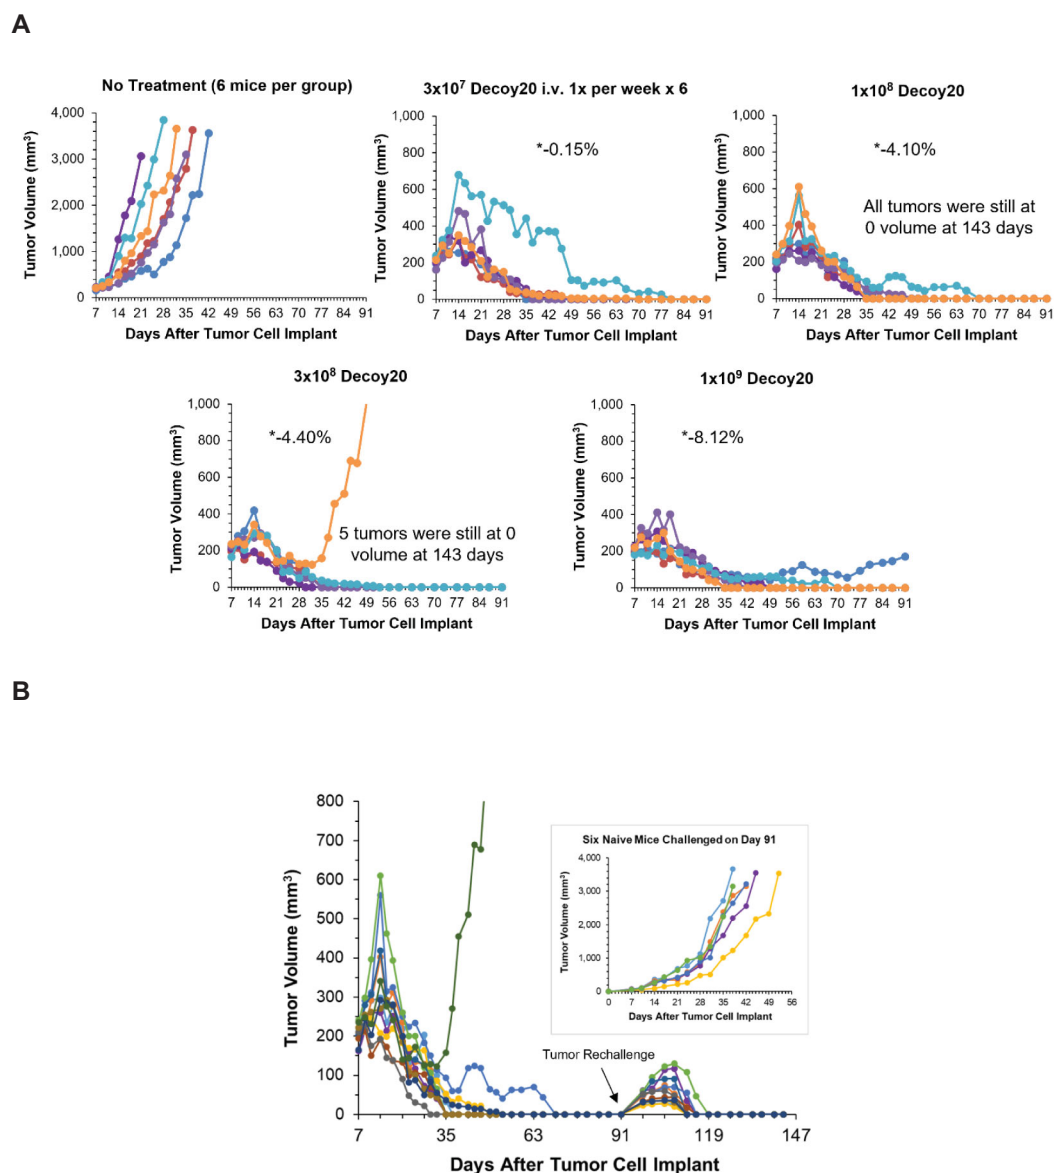 A
No Treatment (6 mice per group)
4,000
3,000
2,000
1,000
0
Tumor Volume (mm³)
7 14 21 28 35 42 49 56 63 70 77 84 91
Days After Tumor Cell Implant
3x10⁷ Decoy20 i.v. 1x per week x 6
*-0.15%
1,000
800
600
400
200
0
Tumor Volume (mm³)
7 14 21 28 35 42 49 56 63 70 77 84 91
Days After Tumor Cell Implant
1x10⁸ Decoy20
*-4.10%
All tumors were still at
0 volume at 143 days
1,000
800
600
400
200
0
Tumor Volume (mm³)
7 14 21 28 35 42 49 56 63 70 77 84 91
Days After Tumor Cell Implant
3x10⁸ Decoy20
*-4.40%
5 tumors were still at 0
volume at 143 days
1,000
800
600
400
200
0
Tumor Volume (mm³)
7 14 21 28 35 42 49 56 63 70 77 84 91
Days After Tumor Cell Implant
1x10⁹ Decoy20
*-8.12%
1,000
800
600
400
200
0
Tumor Volume (mm³)
7 14 21 28 35 42 49 56 63 70 77 84 91
Days After Tumor Cell Implant
B
800
700
600
500
400
300
200
100
0
Tumor Volume (mm³)
Six Naive Mice Challenged on Day 91
4,000
3,000
2,000
1,000
0
Tumor Volume (mm³)
0 7 14 21 28 35 42 49 56
Days After Tumor Cell Implant
Tumor Rechallenge
7 35 63 91 119 147
Days After Tumor Cell Implant